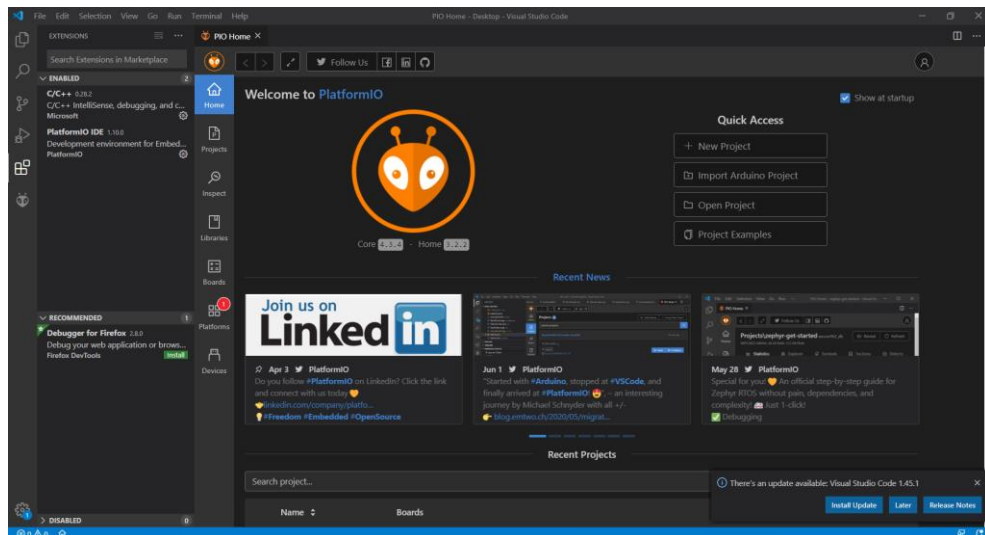 File Edit Selection View Go Run Terminal Help
PIO Home - Desktop - Visual Studio Code
EXTENSIONS
Search Extensions in Marketplace
ENABLED 2
C/C++ 0.28.2
C/C++ IntelliSense, debugging, and c...
Microsoft
PlatformIO IDE 1.10.0
Development environment for Embed...
PlatformIO
RECOMMENDED 1
Debugger for Firefox 2.8.0
Debug your web application or brows...
Firefox DevTools Install
DISABLED 0
PIO Home
Follow Us
Home
Projects
Inspect
Libraries
Boards
1
Platforms
Devices
Welcome to PlatformIO
Show at startup
Core 4.3.4 - Home 3.2.2
Quick Access
+ New Project
Import Arduino Project
Open Project
Project Examples
Recent News
Join us on
Linked in
Apr 3 PlatformIO
Do you follow #PlatformIO on LinkedIn? Click the link
and connect with us today
linkedin.com/company/platfo...
#Freedom #Embedded #OpenSource
Jun 1 PlatformIO
"Started with #Arduino, stopped at #VSCode, and
finally arrived at #PlatformIO! ", – an interesting
journey by Michael Schnyder with all +/-
blog.emtwo.ch/2020/05/migrat...
May 28 PlatformIO
Special for you! An official step-by-step guide for
Zephyr RTOS without pain, dependencies, and
complexity! Just 1-click!
Debugging
Recent Projects
Search project...
Name Boards
There's an update available: Visual Studio Code 1.45.1
Install Update Later Release Notes